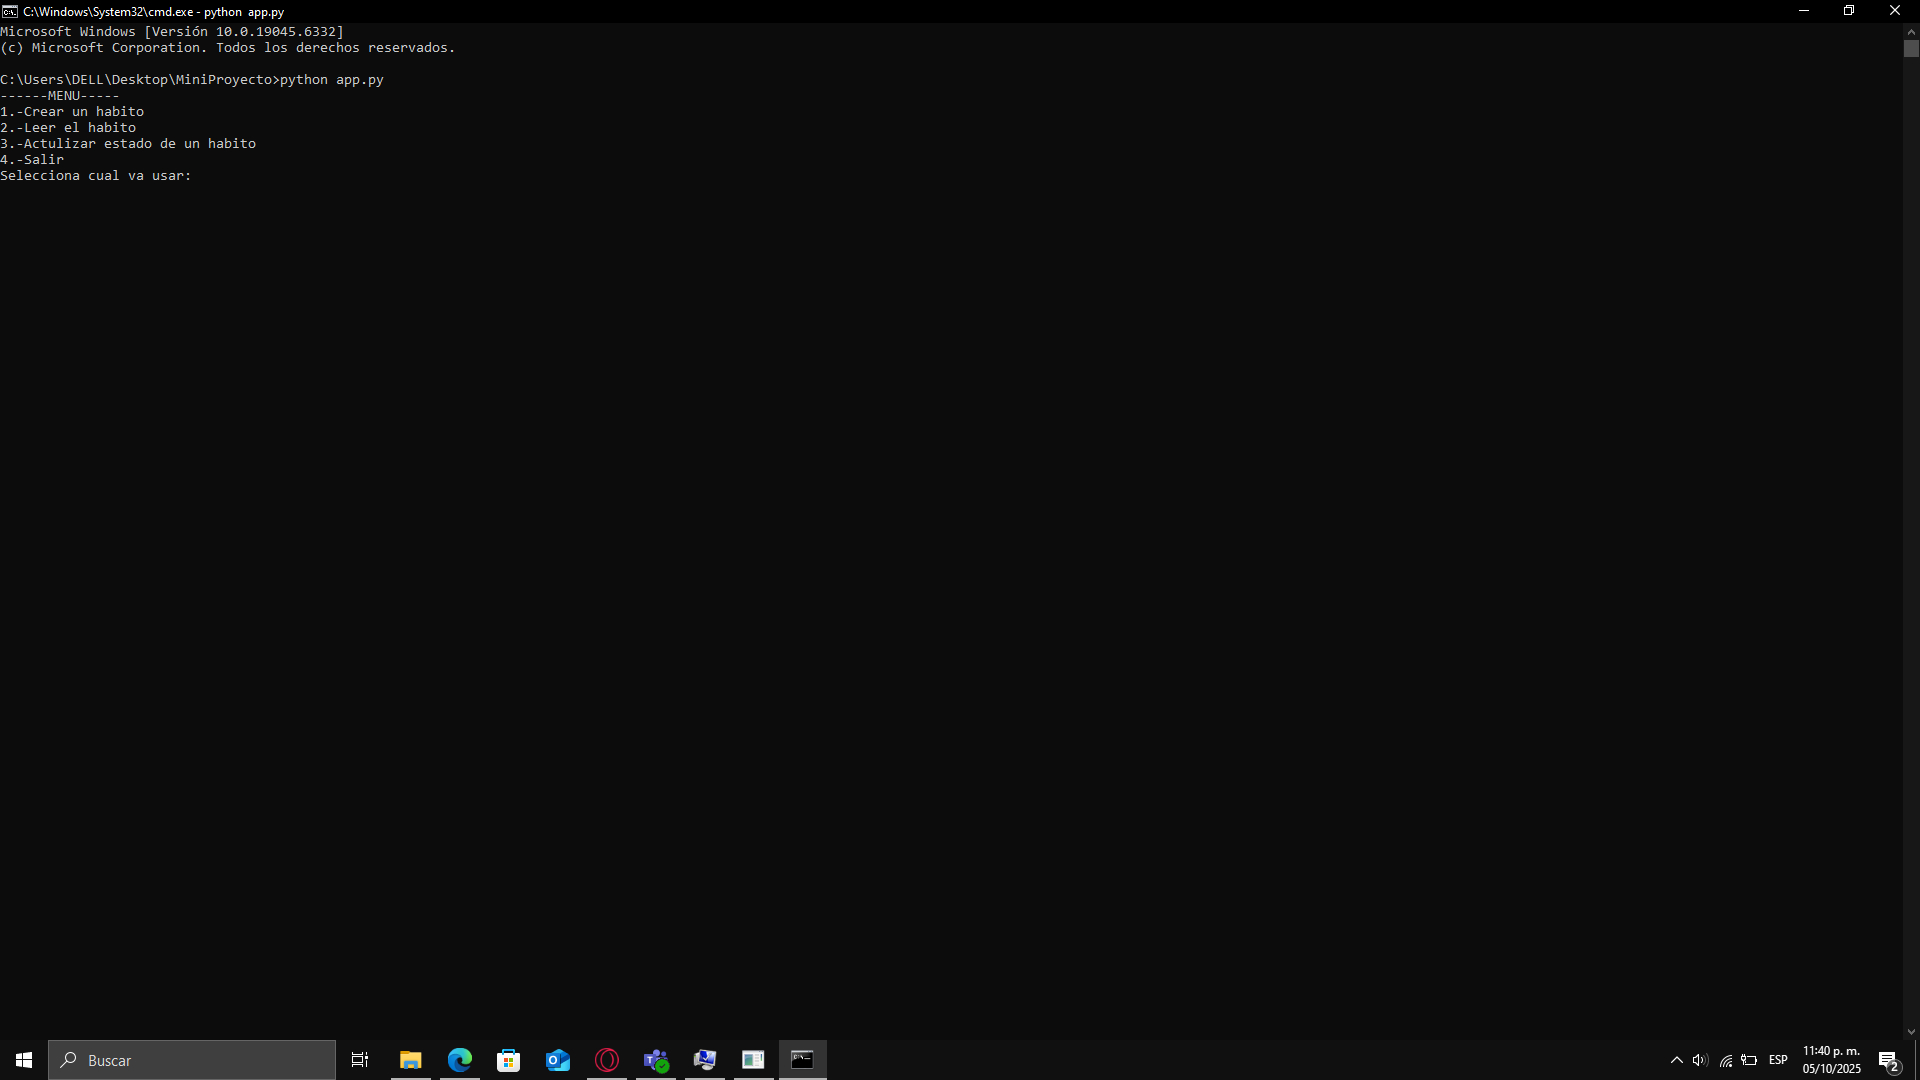 C:\Windows\System32\cmd.exe - python  app.py
Microsoft Windows [Versión 10.0.19045.6332]
(c) Microsoft Corporation. Todos los derechos reservados.
C:\Users\DELL\Desktop\MiniProyecto>python app.py
------MENU-----
1.-Crear un habito
2.-Leer el habito
3.-Actulizar estado de un habito
4.-Salir
Selecciona cual va usar:
Buscar
ESP
11:40 p. m.
05/10/2025
2